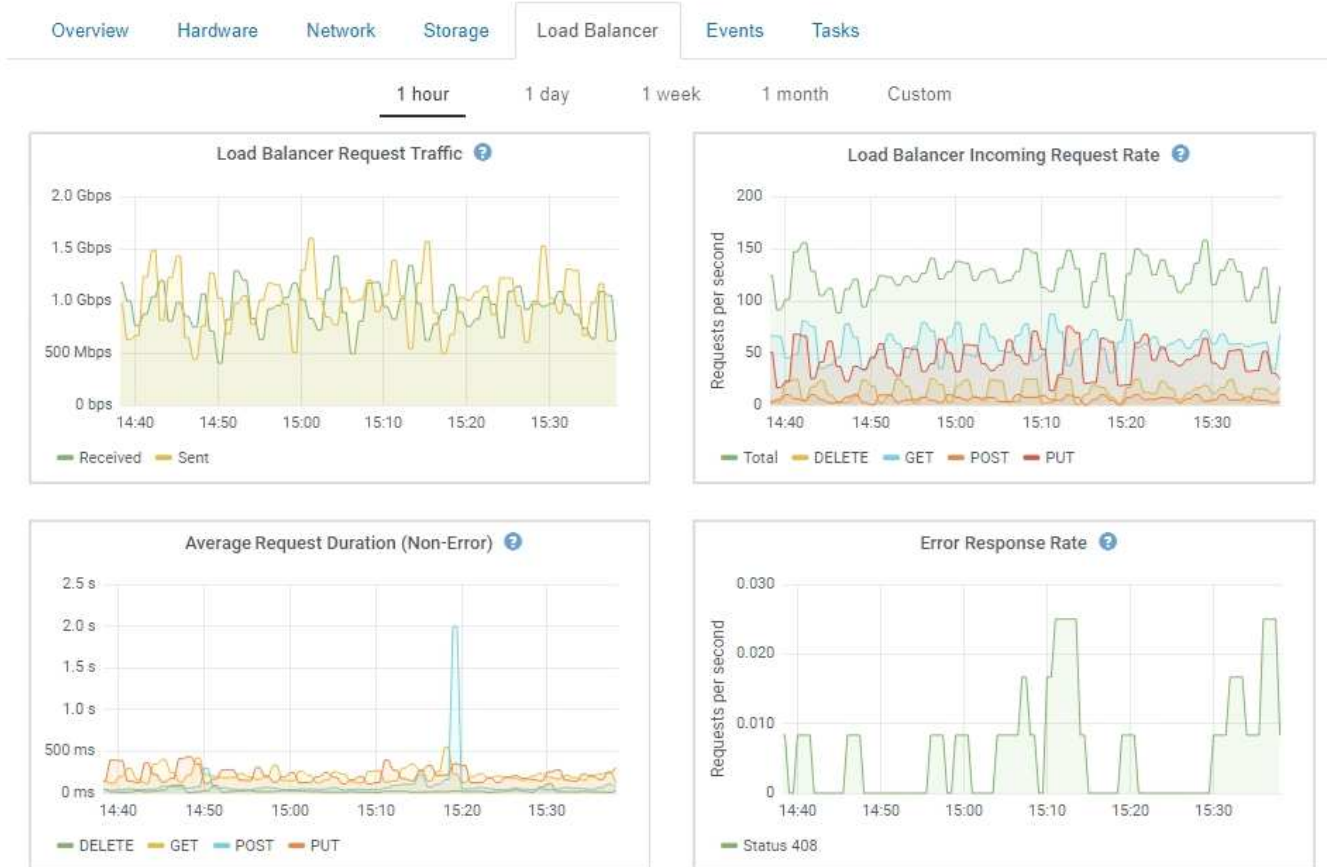 Overview Hardware Network Storage Load Balancer Events Tasks
1 hour 1 day 1 week 1 month Custom
Load Balancer Request Traffic ?
2.0 Gbps
1.5 Gbps
1.0 Gbps
500 Mbps
0 bps
14:40 14:50 15:00 15:10 15:20 15:30
Received Sent
Load Balancer Incoming Request Rate ?
Requests per second
200
150
100
50
0
14:40 14:50 15:00 15:10 15:20 15:30
Total DELETE GET POST PUT
Average Request Duration (Non-Error) ?
2.5 s
2.0 s
1.5 s
1.0 s
500 ms
0 ms
14:40 14:50 15:00 15:10 15:20 15:30
DELETE GET POST PUT
Error Response Rate ?
Requests per second
0.030
0.020
0.010
0
14:40 14:50 15:00 15:10 15:20 15:30
Status 408